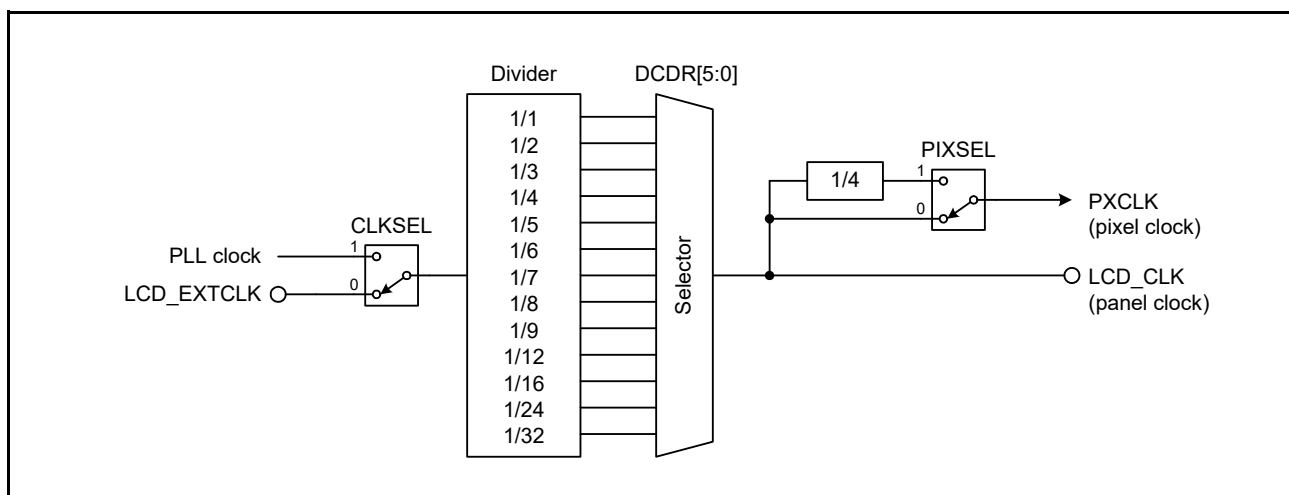 Divider
DCDR[5:0]
1/1
1/2
1/3
1/4
1/5
1/6
1/7
1/8
1/9
1/12
1/16
1/24
1/32
CLKSEL
PLL clock
1
LCD_EXTCLK
0
Selector
PIXSEL
1/4
1
0
PXCLK
(pixel clock)
LCD_CLK
(panel clock)